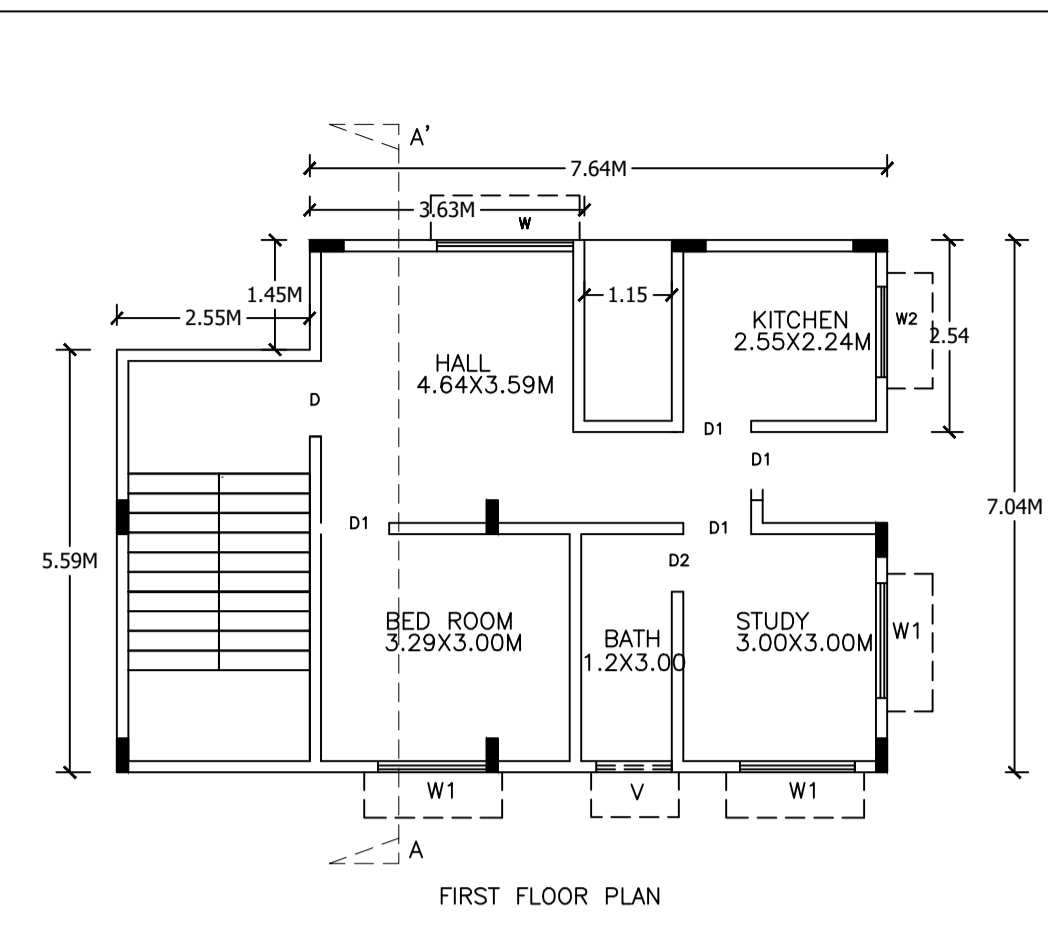 A'
7.64M
3.63M
W
1.45M
2.55M
1.15
KITCHEN
2.55X2.24M
W2
2.54
HALL
4.64X3.59M
D
D1
D1
7.04M
D1
D1
5.59M
D2
BED ROOM
3.29X3.00M
BATH
1.2X3.00
STUDY
3.00X3.00M
W1
W1
V
W1
A
FIRST FLOOR PLAN